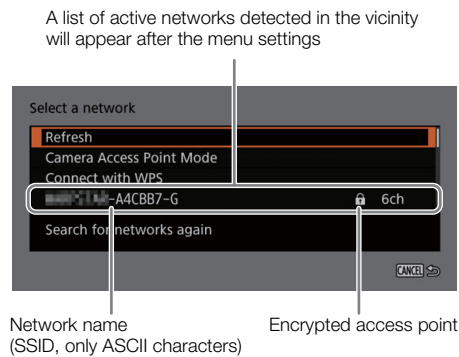 A list of active networks detected in the vicinity
will appear after the menu settings
Select a network
Refresh
Camera Access Point Mode
Connect with WPS
-A4CBB7-G 6ch
Search for networks again
CANCEL
Network name
(SSID, only ASCII characters)
Encrypted access point